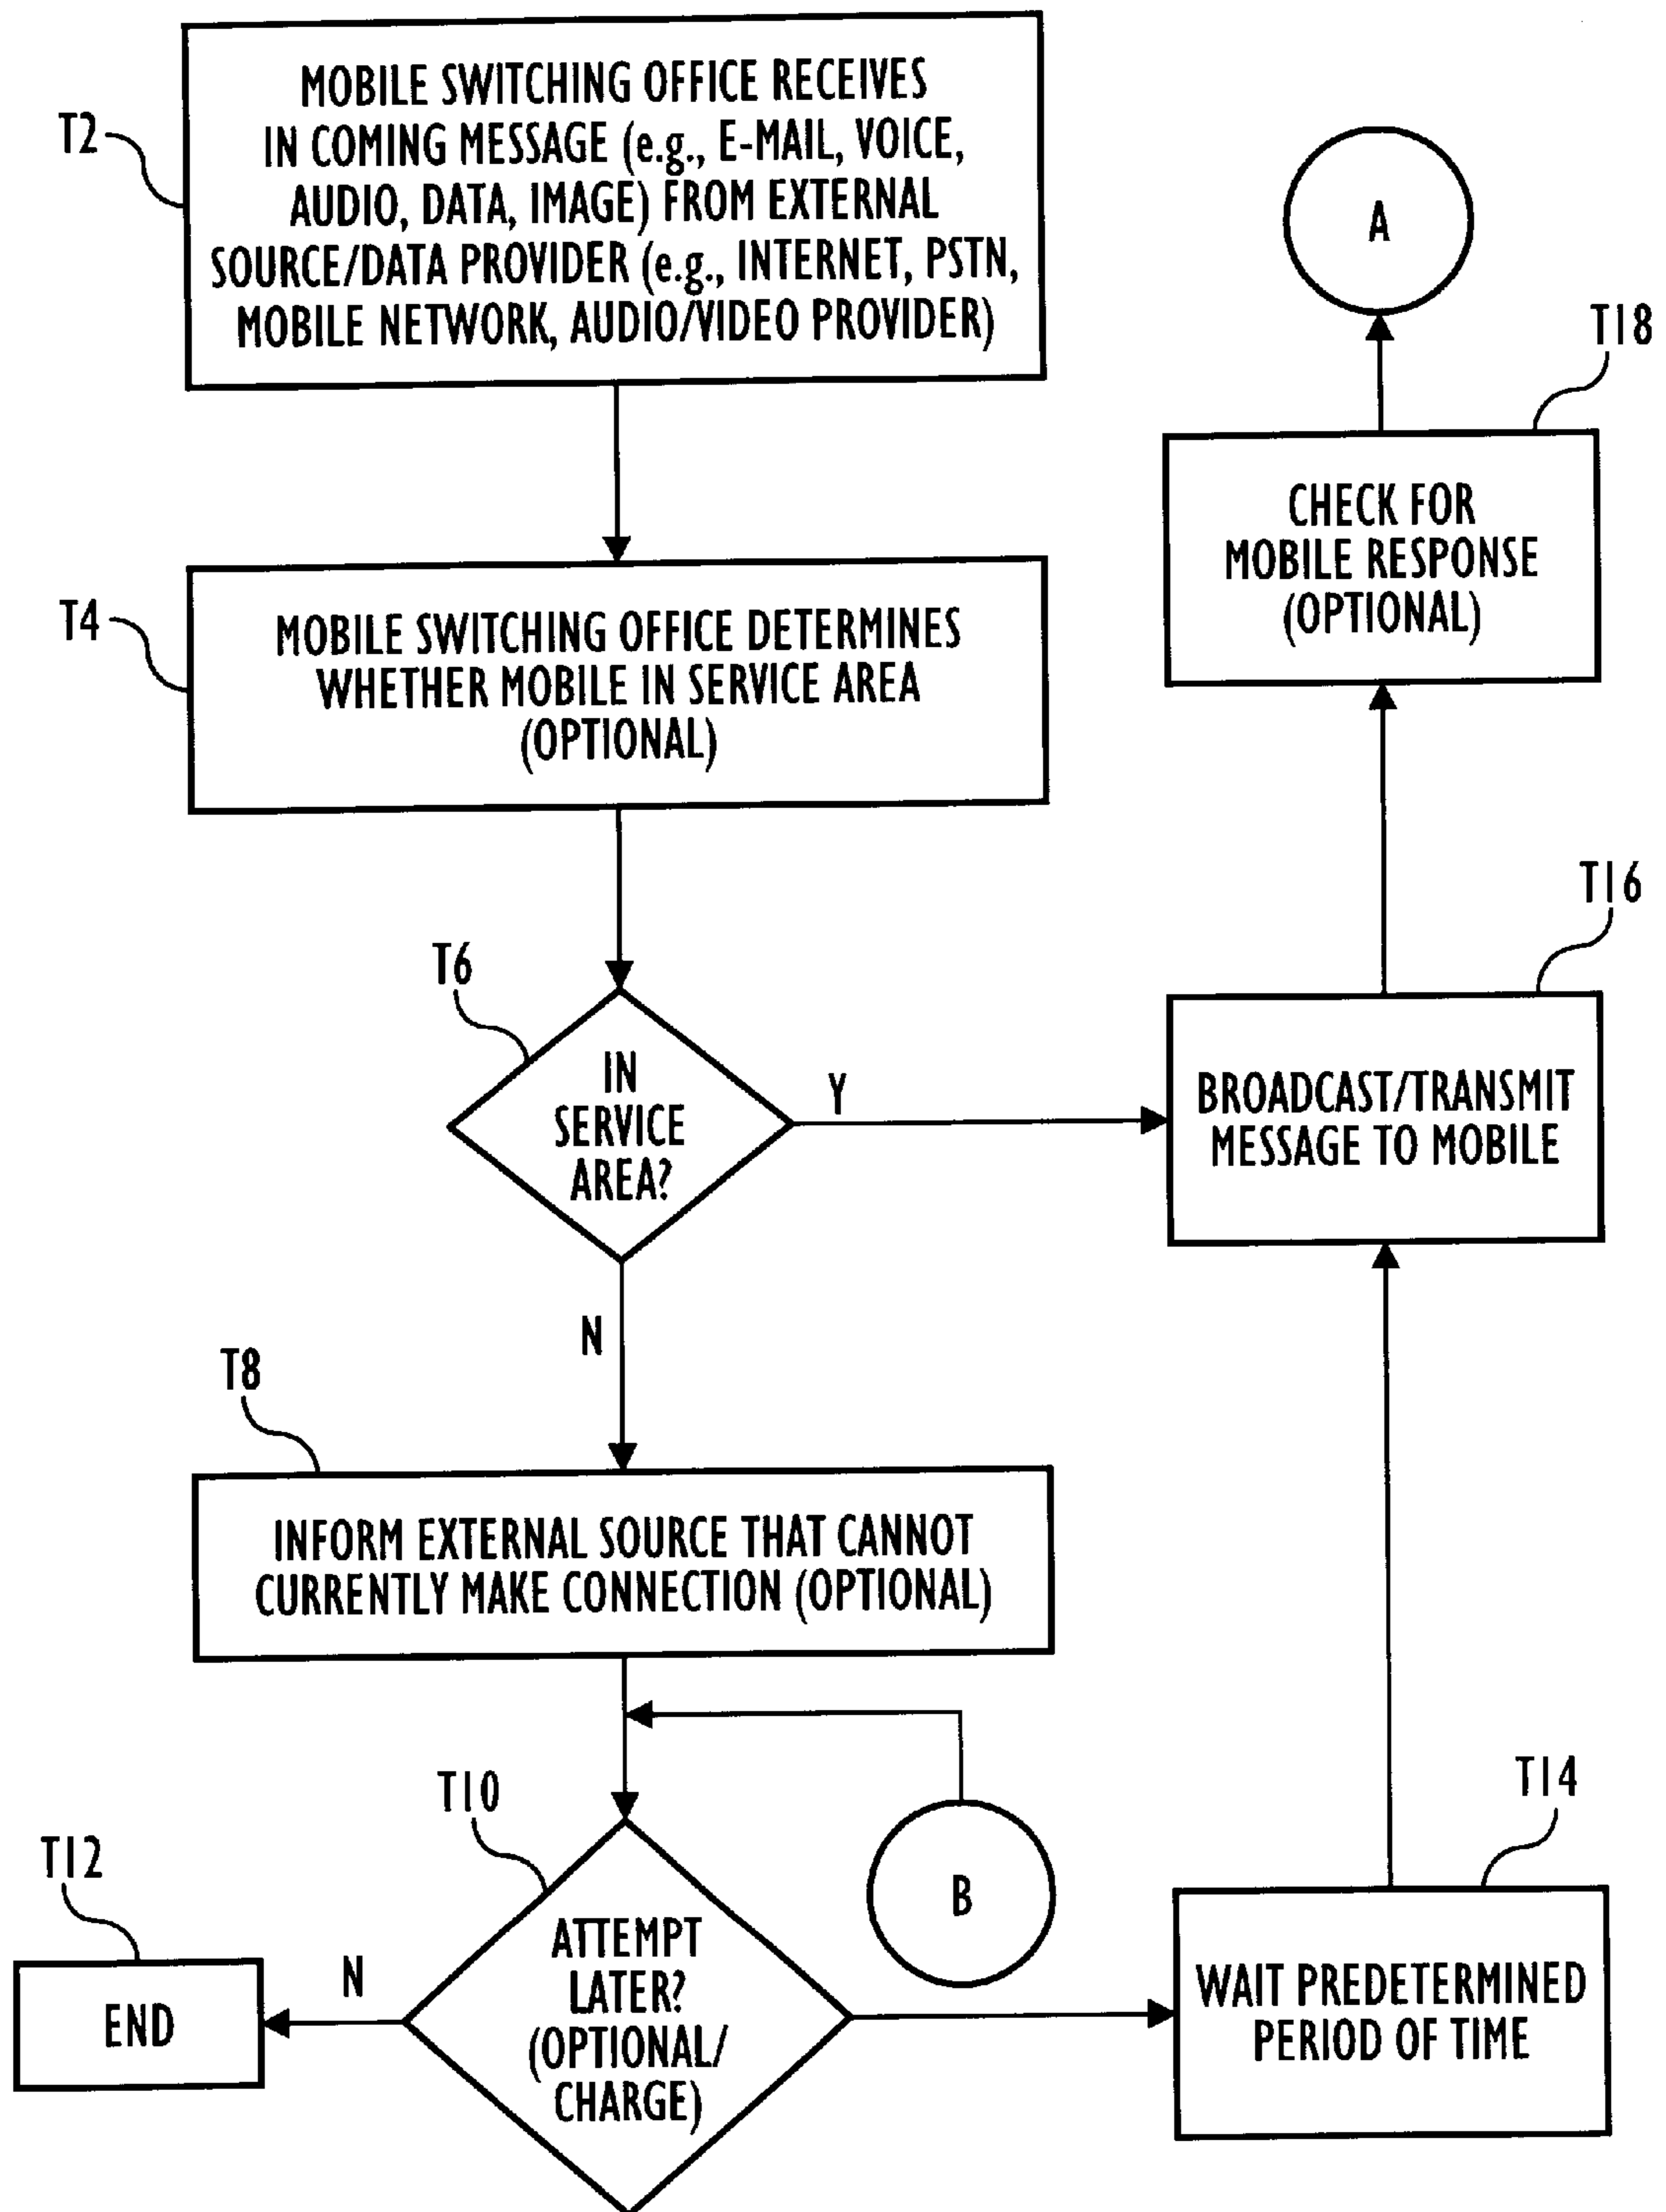 T2
MOBILE SWITCHING OFFICE RECEIVES
IN COMING MESSAGE (e.g., E-MAIL, VOICE,
AUDIO, DATA, IMAGE) FROM EXTERNAL
SOURCE/DATA PROVIDER (e.g., INTERNET, PSTN,
MOBILE NETWORK, AUDIO/VIDEO PROVIDER)
T4
MOBILE SWITCHING OFFICE DETERMINES
WHETHER MOBILE IN SERVICE AREA
(OPTIONAL)
T6
IN
SERVICE
AREA?
Y
N
T8
INFORM EXTERNAL SOURCE THAT CANNOT
CURRENTLY MAKE CONNECTION (OPTIONAL)
T10
ATTEMPT
LATER?
(OPTIONAL/
CHARGE)
N
T12
END
B
T14
WAIT PREDETERMINED
PERIOD OF TIME
T16
BROADCAST/TRANSMIT
MESSAGE TO MOBILE
T18
CHECK FOR
MOBILE RESPONSE
(OPTIONAL)
A